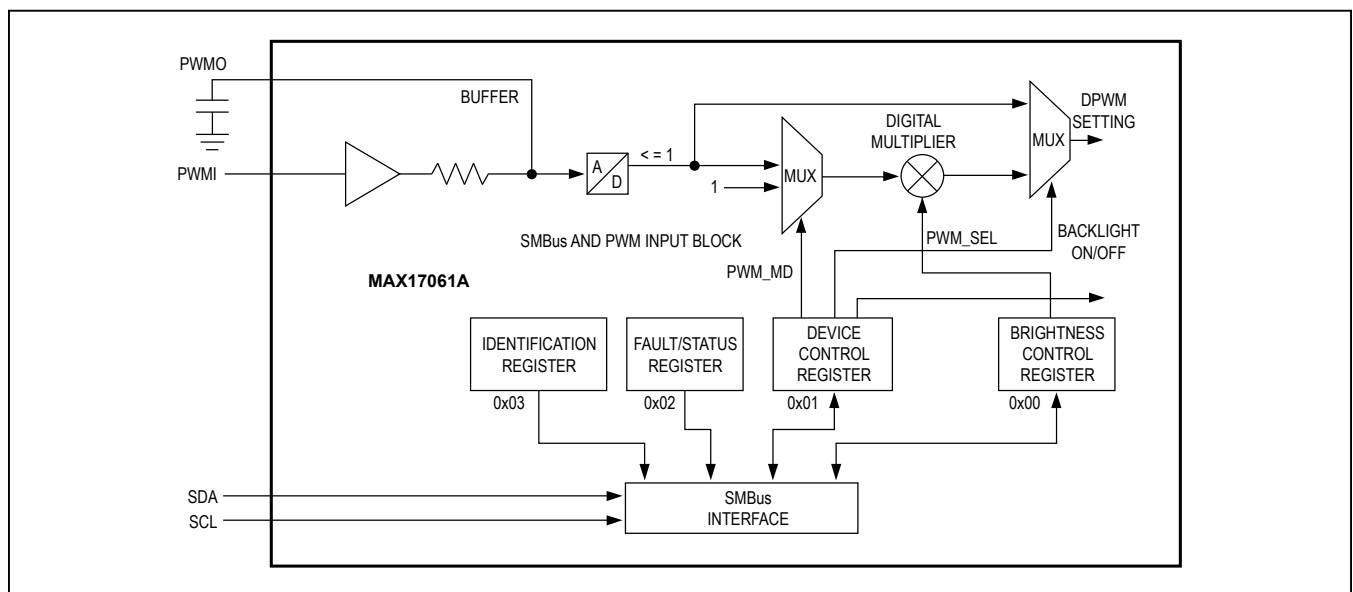 PWMO
BUFFER
DIGITAL
MULTIPLIER
DPWM
SETTING
MUX
< = 1
A
D
PWMI
MUX
1
SMBus AND PWM INPUT BLOCK
PWM_SEL
BACKLIGHT
ON/OFF
PWM_MD
MAX17061A
IDENTIFICATION
REGISTER
FAULT/STATUS
REGISTER
DEVICE
CONTROL
REGISTER
BRIGHTNESS
CONTROL
REGISTER
0x03
0x02
0x01
0x00
SDA
SCL
SMBus
INTERFACE